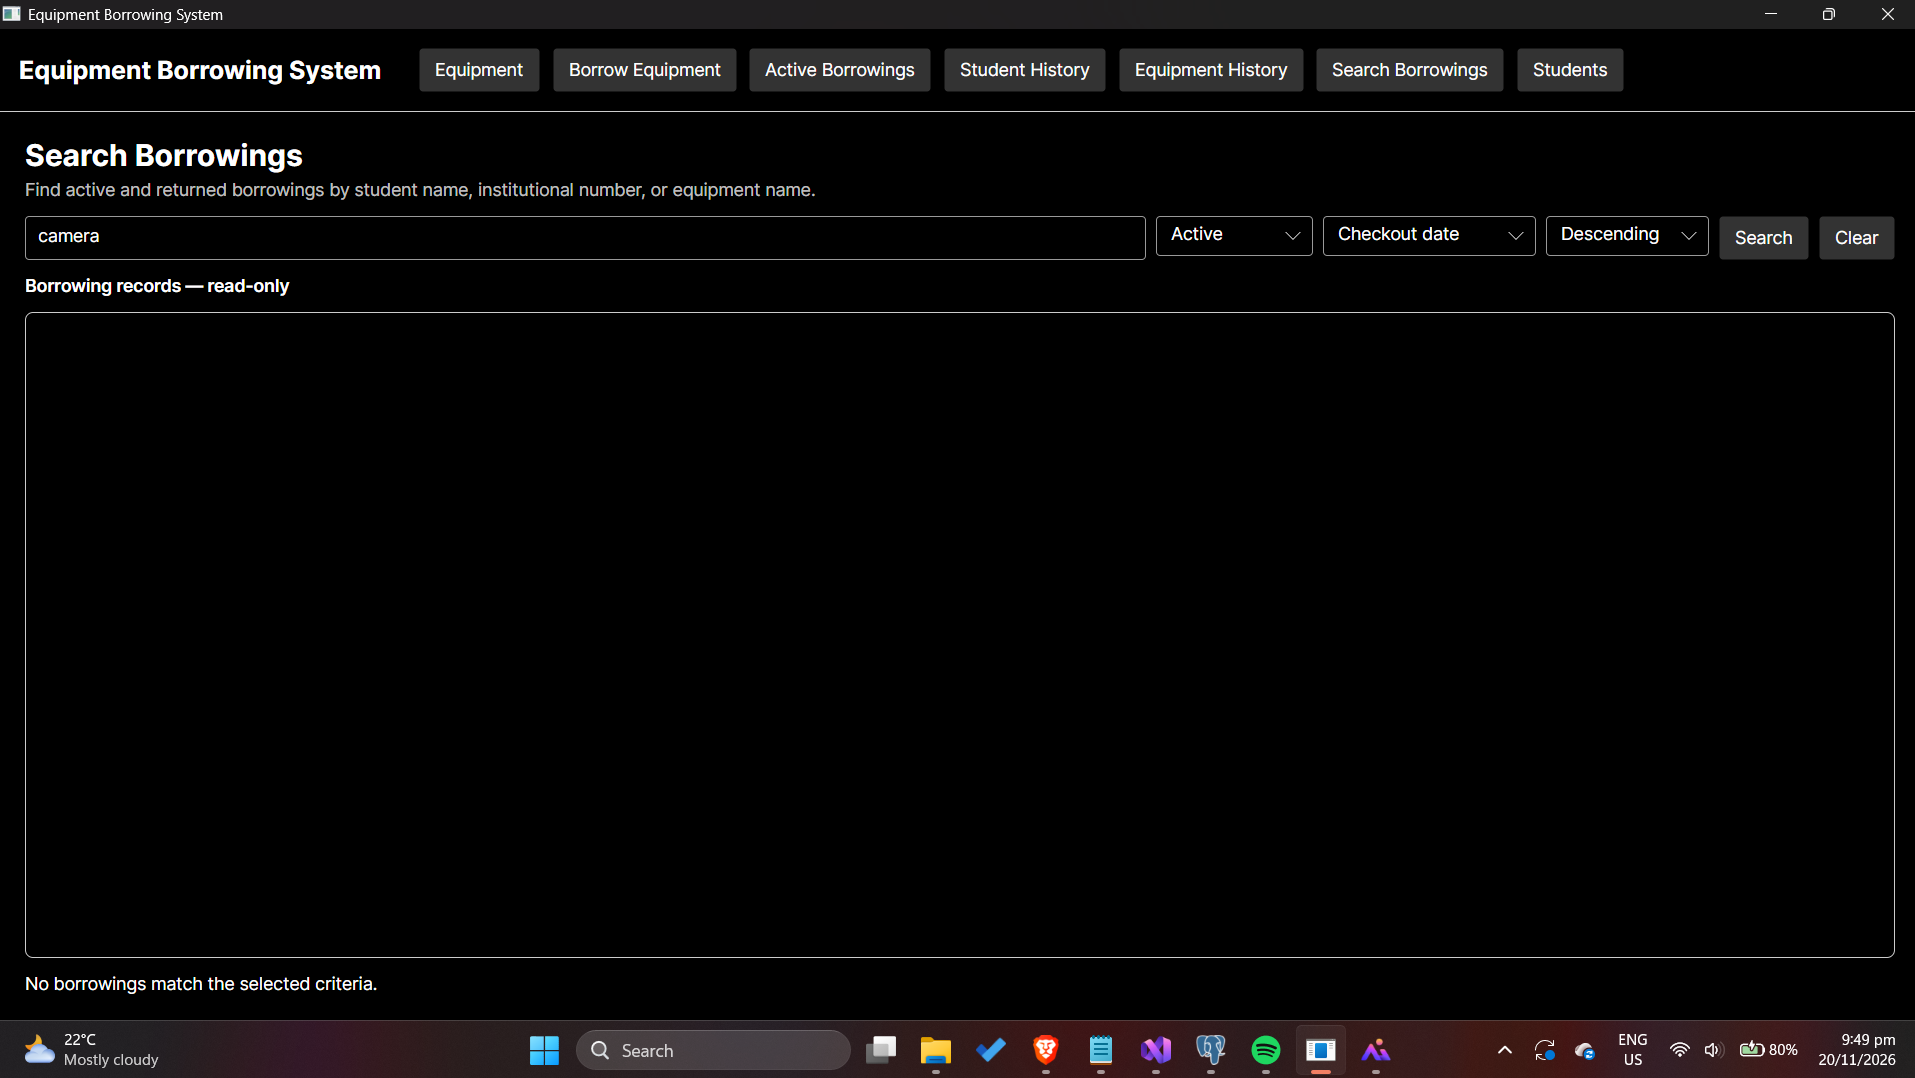 Equipment Borrowing System
Equipment Borrowing System
Equipment
Borrow Equipment
Active Borrowings
Student History
Equipment History
Search Borrowings
Students
Search Borrowings
Find active and returned borrowings by student name, institutional number, or equipment name.
camera
Active
Checkout date
Descending
Search
Clear
Borrowing records — read-only
No borrowings match the selected criteria.
22°C
Mostly cloudy
Search
ENG
US
80%
9:49 pm
20/11/2026